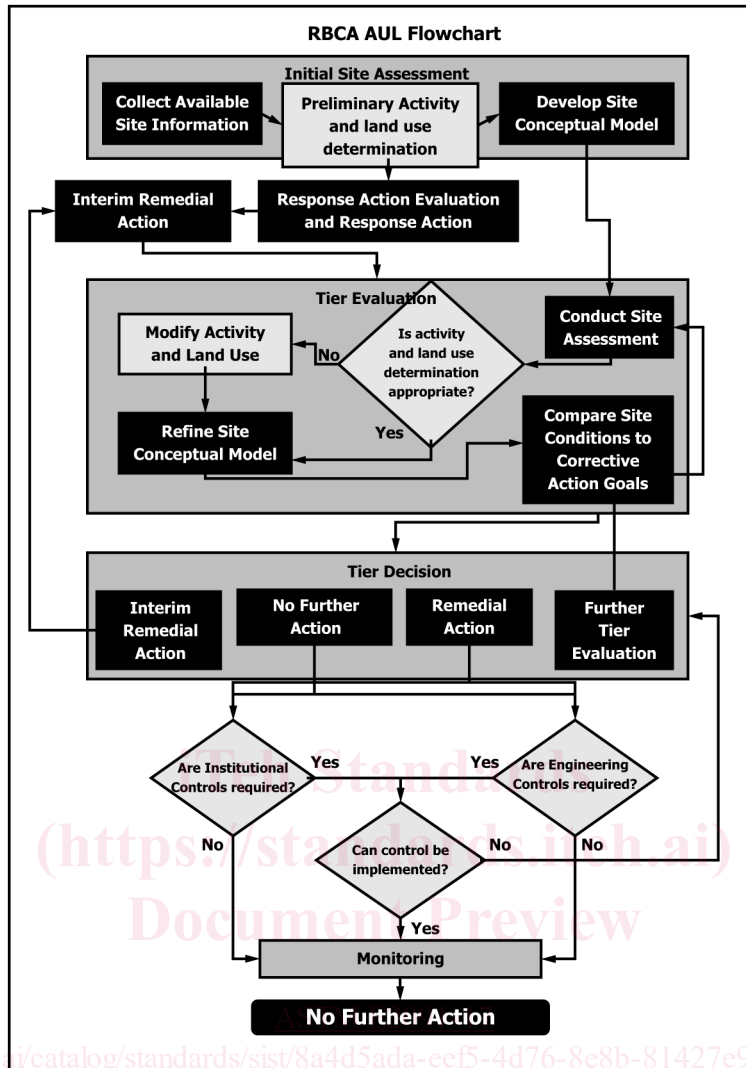 RBCA AUL Flowchart
Initial Site Assessment
Collect Available
Site Information
Preliminary Activity
and land use
determination
Develop Site
Conceptual Model
Interim Remedial
Action
Response Action Evaluation
and Response Action
Tier Evaluation
Modify Activity
and Land Use
No
Is activity
and land use
determination
appropriate?
Conduct Site
Assessment
Yes
Refine Site
Conceptual Model
Compare Site
Conditions to
Corrective
Action Goals
Tier Decision
Interim
Remedial
Action
No Further
Action
Remedial
Action
Further
Tier
Evaluation
Are Institutional
Controls required?
Yes
Yes
Are Engineering
Controls required?
No
Can control be
implemented?
No
No
Yes
Monitoring
No Further Action
iTeh Standards
(https://standards.iteh.ai)
Document Preview
ai/catalog/standards/sist/8a4d5ada-eef5-4d76-8e8b-81427e9